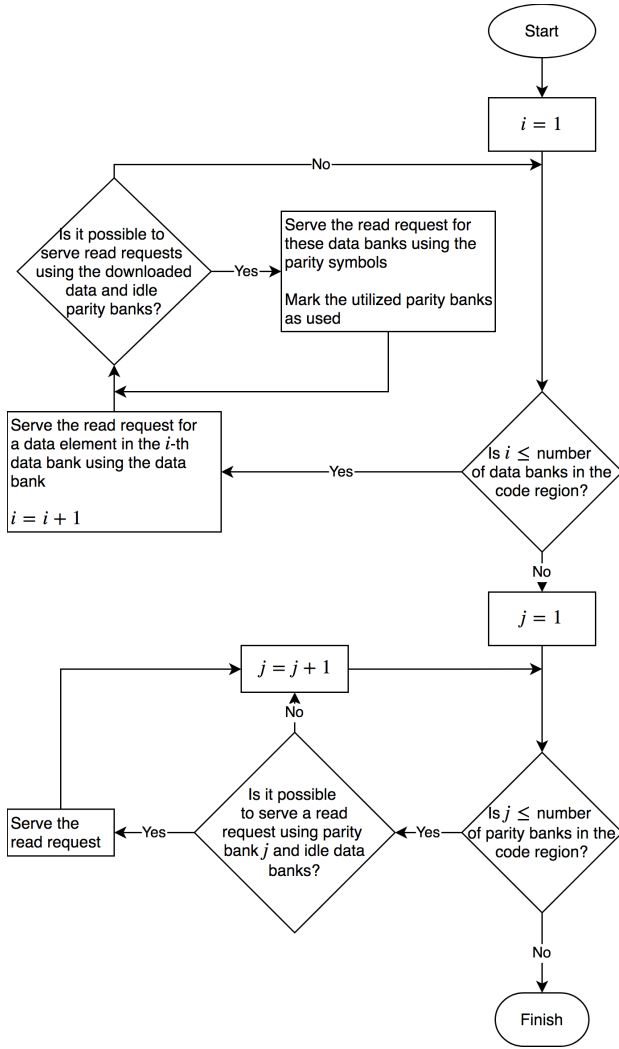 Start
i = 1
No
Is it possible to
serve read requests
using the downloaded
data and idle
parity banks?
Yes
Serve the read request for
these data banks using the
parity symbols
Mark the utilized parity banks
as used
Serve the read request for
a data element in the i-th
data bank using the data
bank
i = i + 1
Yes
Is i ≤ number
of data banks in the
code region?
No
j = 1
j = j + 1
No
Is it possible
to serve a read
request using parity
bank j and idle data
banks?
Yes
Serve the
read request
Yes
Is j ≤ number
of parity banks in the
code region?
No
Finish